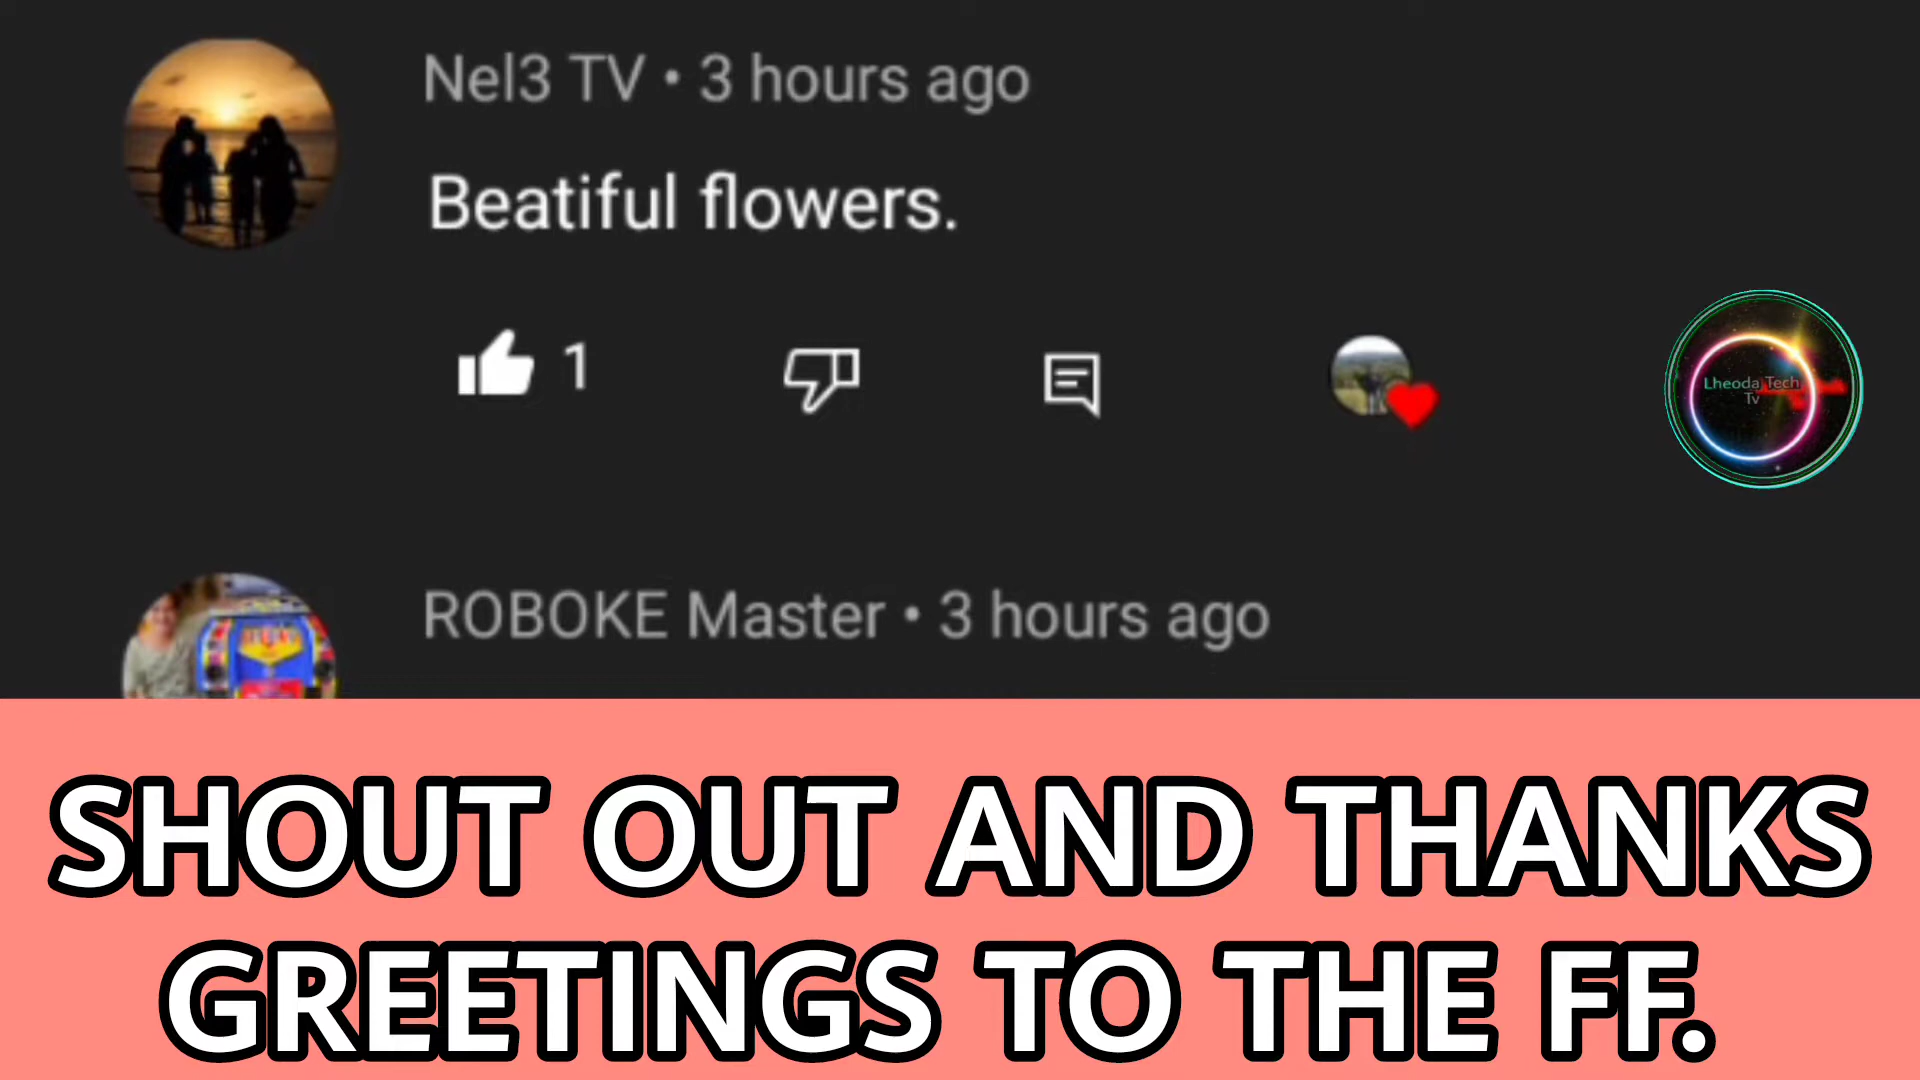 Nel3 TV • 3 hours ago
Beatiful flowers.
1
Lheoda Tech
Tv
ROBOKE Master • 3 hours ago
SHOUT OUT AND THANKS
GREETINGS TO THE FF.